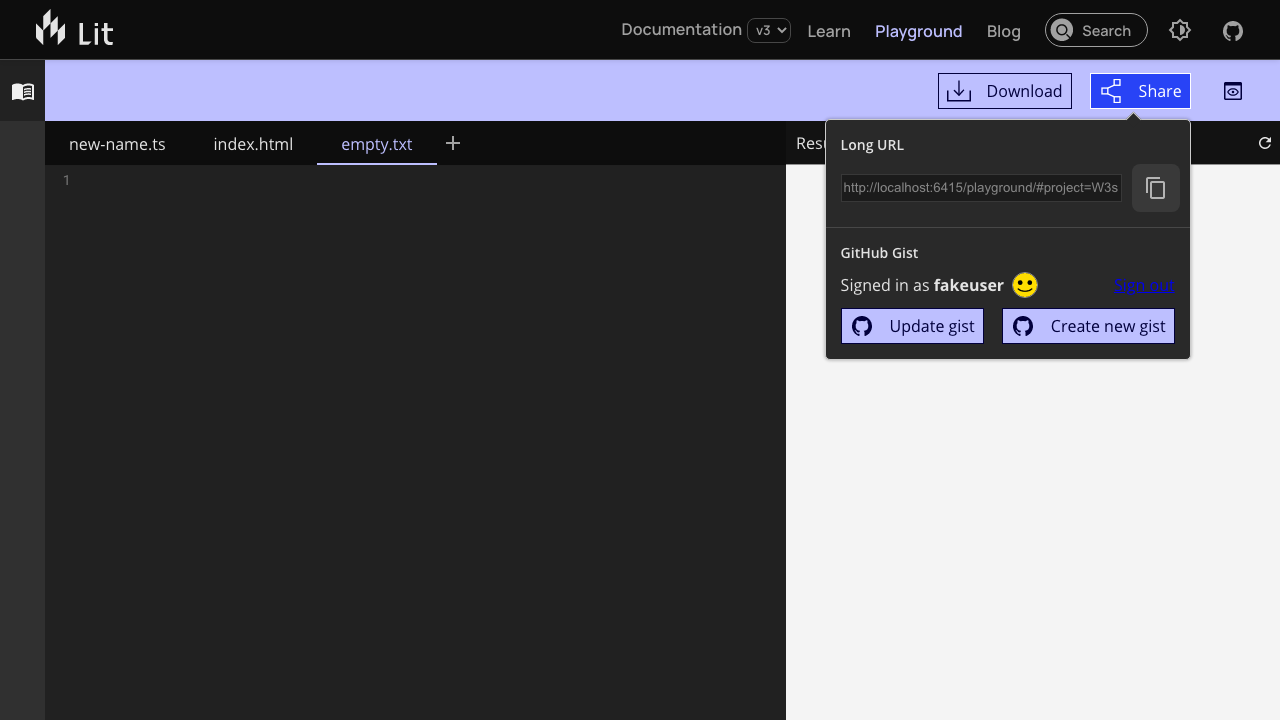 Lit
Documentation v3 Learn Playground Blog Search
Download Share
new-name.ts index.html empty.txt
Long URL
http://localhost:6415/playground/#project=W3s
GitHub Gist
Signed in as fakeuser Sign out
Update gist Create new gist
1